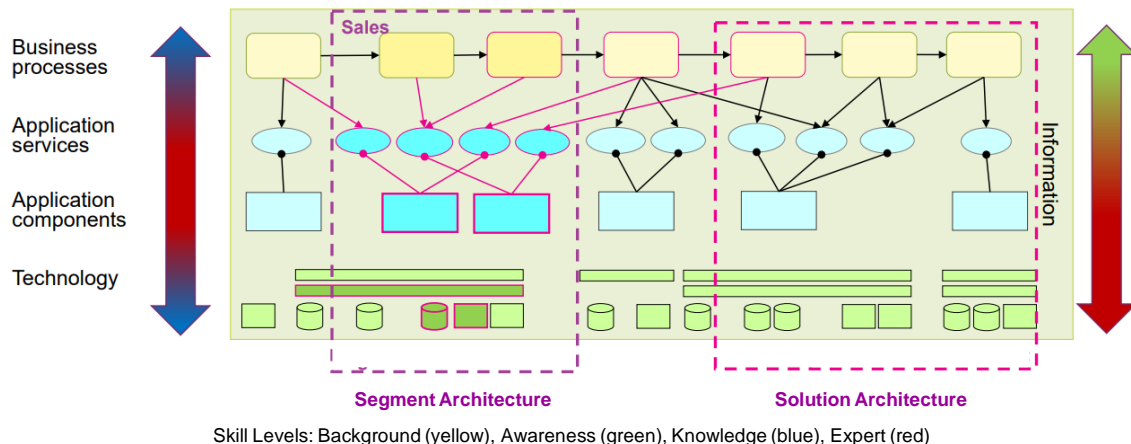 Sales
Business
processes
Application
services
Information
Application
components
Technology
Segment Architecture
Solution Architecture
Skill Levels: Background (yellow), Awareness (green), Knowledge (blue), Expert (red)